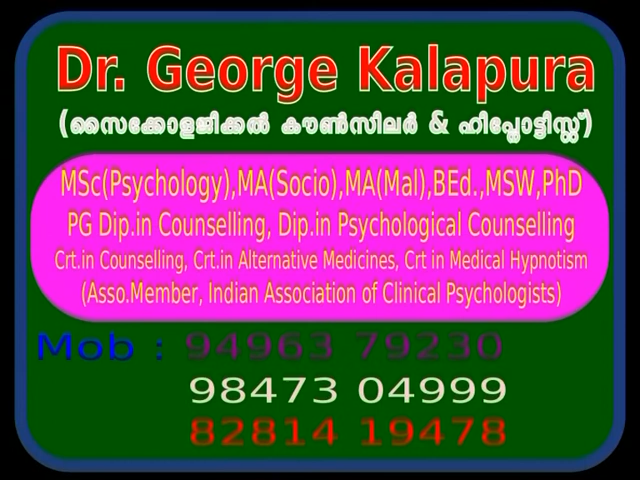 Dr. George Kalapura
(സൈക്കോളജിക്കൽ കൗൺസിലർ & ഹിപ്നോട്ടിസ്റ്റ്)
MSc(Psychology),MA(Socio),MA(Mal),BEd.,MSW,PhD
PG Dip.in Counselling, Dip.in Psychological Counselling
Crt.in Counselling, Crt.in Alternative Medicines, Crt in Medical Hypnotism
(Asso.Member, Indian Association of Clinical Psychologists)
Mob : 94963 79230
98473 04999
82814 19478